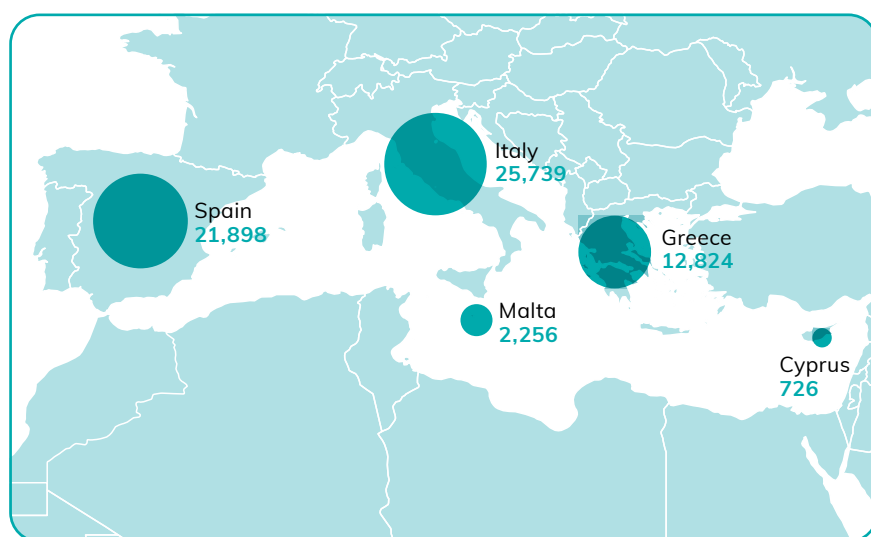 Italy
25,739
Spain
21,898
Greece
12,824
Malta
2,256
Cyprus
726